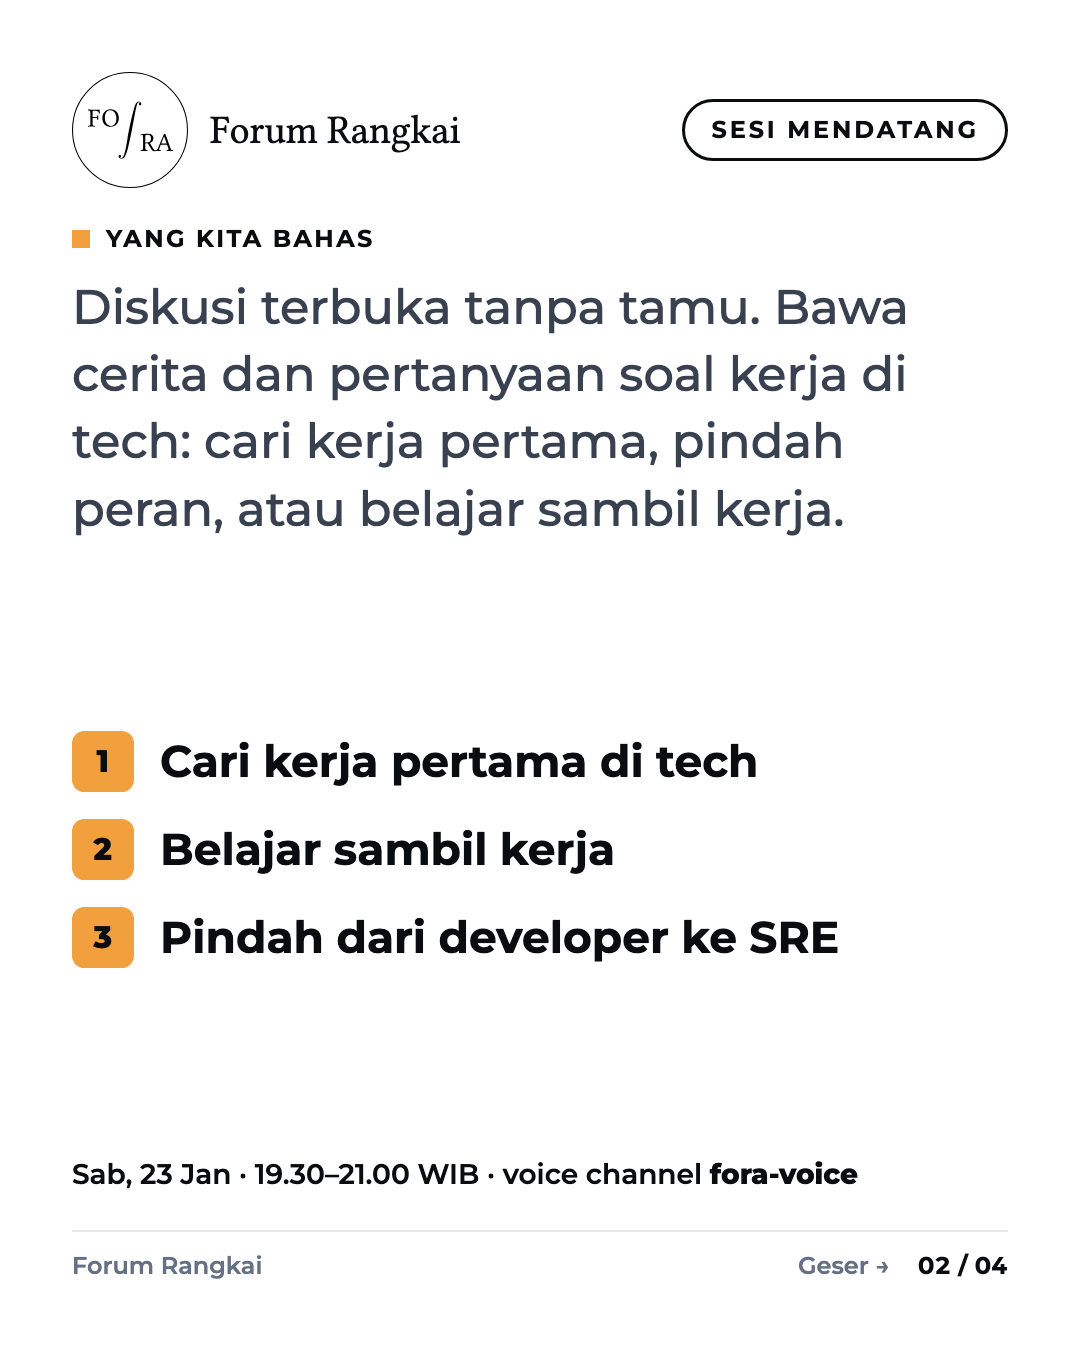 FO
RA
Forum Rangkai
SESI MENDATANG
YANG KITA BAHAS
Diskusi terbuka tanpa tamu. Bawa
cerita dan pertanyaan soal kerja di
tech: cari kerja pertama, pindah
peran, atau belajar sambil kerja.
1 Cari kerja pertama di tech
2 Belajar sambil kerja
3 Pindah dari developer ke SRE
Sab, 23 Jan · 19.30–21.00 WIB · voice channel fora-voice
Forum Rangkai
Geser → 02 / 04